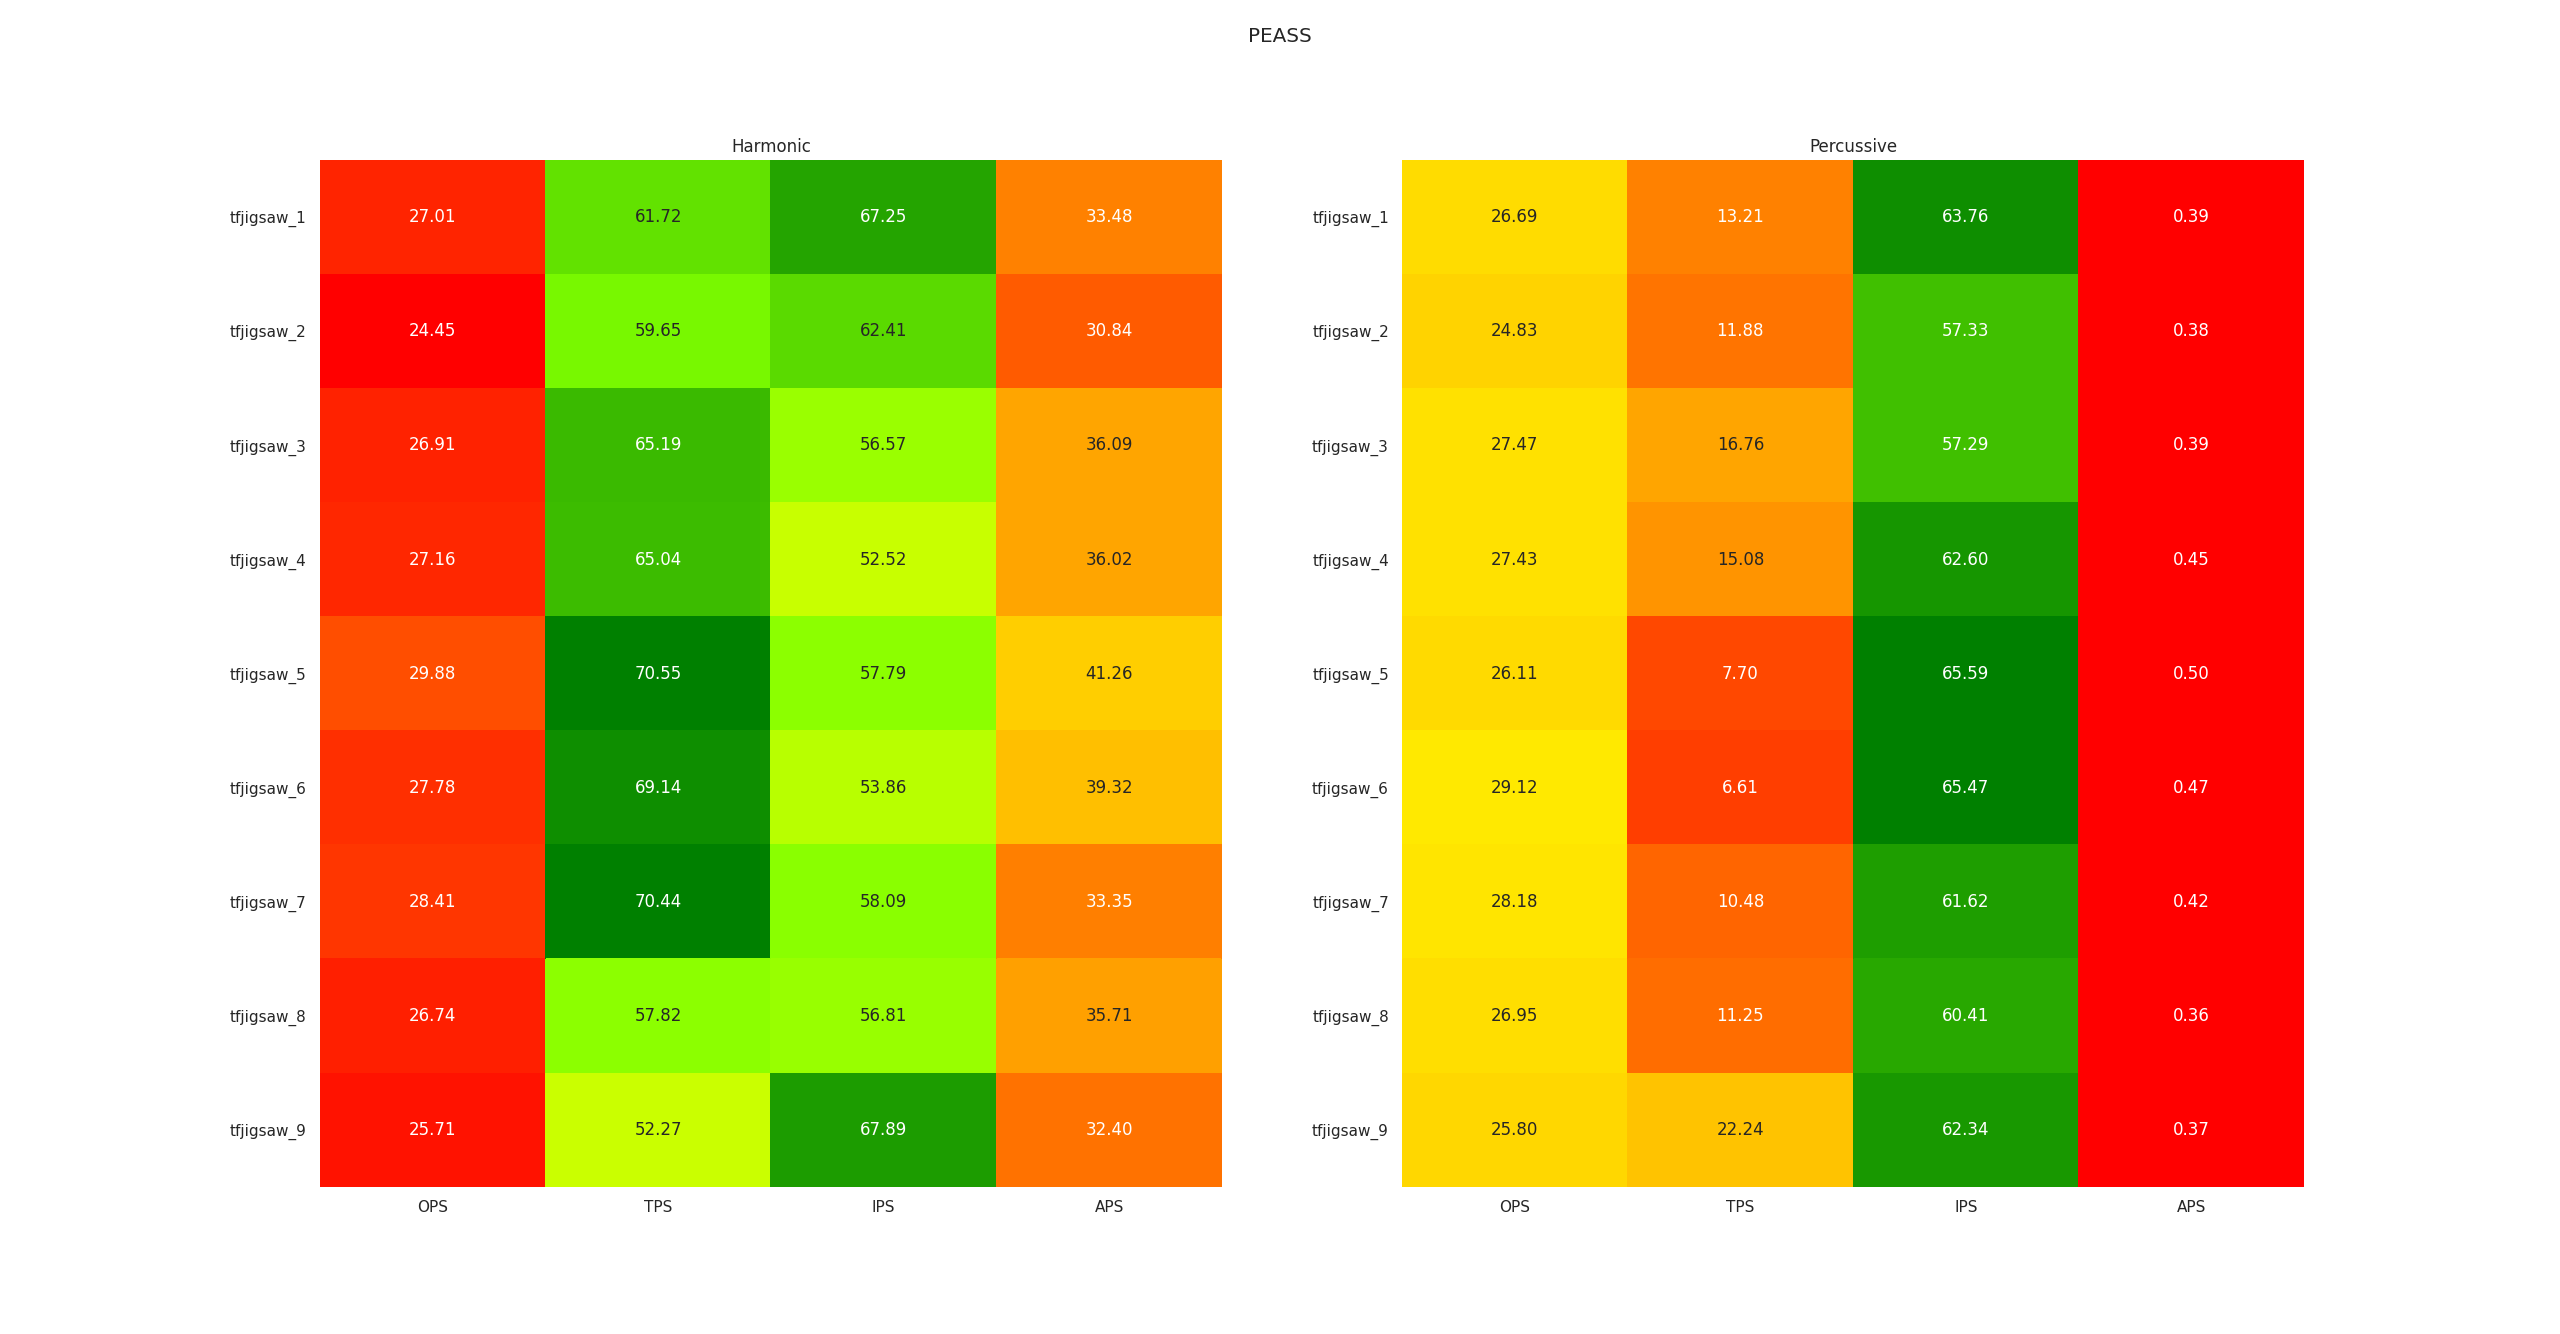 PEASS
Harmonic
tfjigsaw_1 27.01 61.72 67.25 33.48
tfjigsaw_2 24.45 59.65 62.41 30.84
tfjigsaw_3 26.91 65.19 56.57 36.09
tfjigsaw_4 27.16 65.04 52.52 36.02
tfjigsaw_5 29.88 70.55 57.79 41.26
tfjigsaw_6 27.78 69.14 53.86 39.32
tfjigsaw_7 28.41 70.44 58.09 33.35
tfjigsaw_8 26.74 57.82 56.81 35.71
tfjigsaw_9 25.71 52.27 67.89 32.40
OPS TPS IPS APS
Percussive
tfjigsaw_1 26.69 13.21 63.76 0.39
tfjigsaw_2 24.83 11.88 57.33 0.38
tfjigsaw_3 27.47 16.76 57.29 0.39
tfjigsaw_4 27.43 15.08 62.60 0.45
tfjigsaw_5 26.11 7.70 65.59 0.50
tfjigsaw_6 29.12 6.61 65.47 0.47
tfjigsaw_7 28.18 10.48 61.62 0.42
tfjigsaw_8 26.95 11.25 60.41 0.36
tfjigsaw_9 25.80 22.24 62.34 0.37
OPS TPS IPS APS